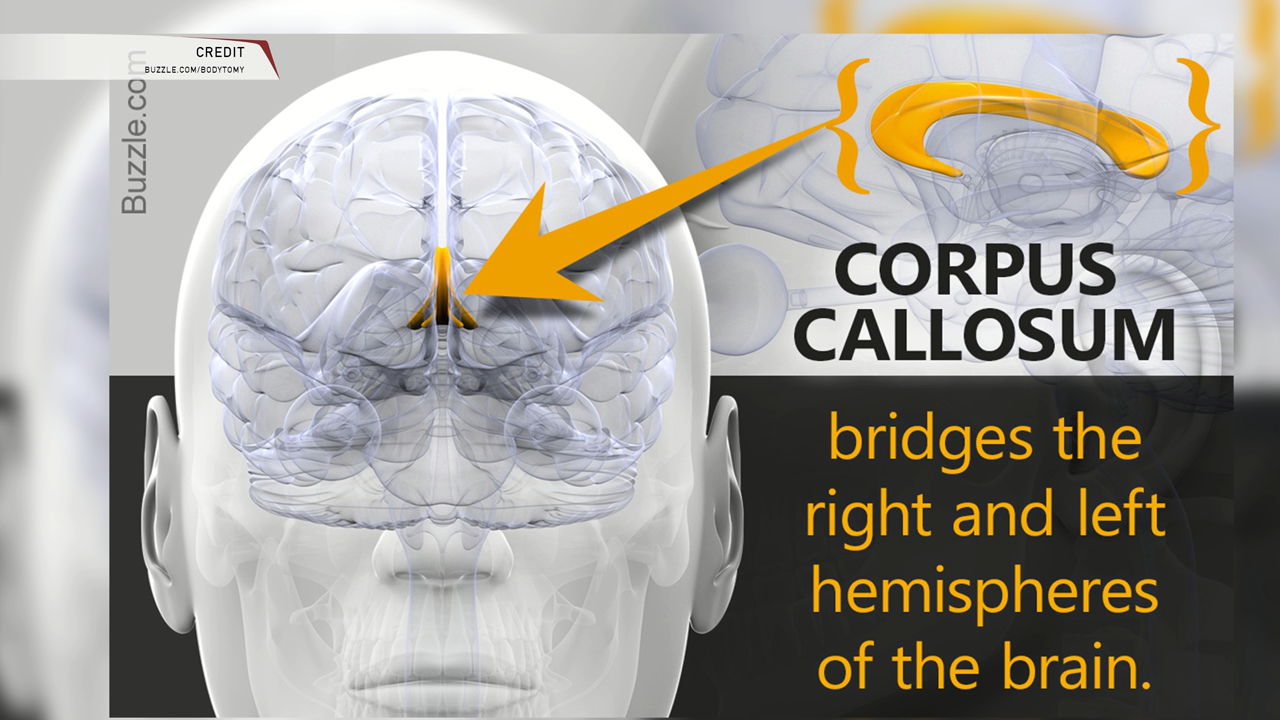 CREDIT
BUZZLE.COM/BODYTOMY
Buzzle.com
CORPUS
CALLOSUM
bridges the
right and left
hemispheres
of the brain.